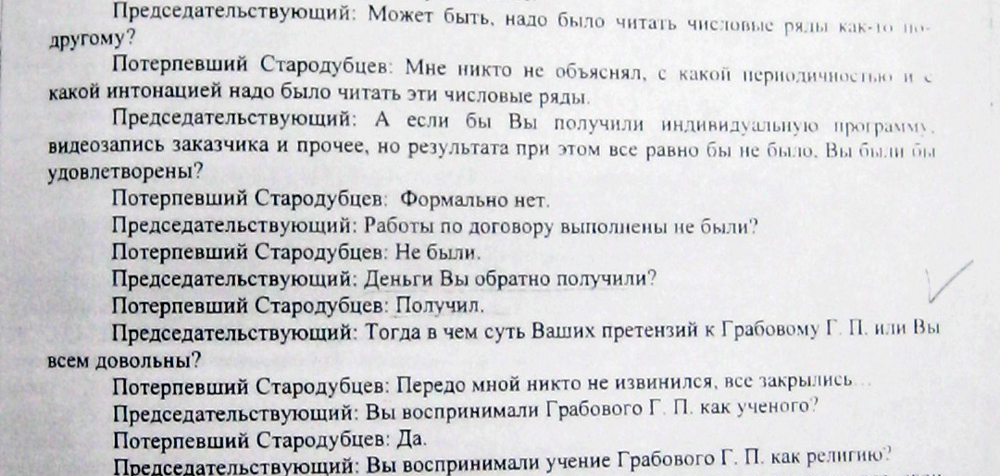 Председательствующий: Может быть, надо было читать числовые ряды как-то по-
другому?
Потерпевший Стародубцев: Мне никто не объяснял, с какой периодичностью и с
какой интонацией надо было читать эти числовые ряды.
Председательствующий: А если бы Вы получили индивидуальную программу,
видеозапись заказчика и прочее, но результата при этом все равно бы не было, Вы были бы
удовлетворены?
Потерпевший Стародубцев: Формально нет.
Председательствующий: Работы по договору выполнены не были?
Потерпевший Стародубцев: Не были.
Председательствующий: Деньги Вы обратно получили?
Потерпевший Стародубцев: Получил.
Председательствующий: Тогда в чем суть Ваших претензий к Грабовому Г. П. или Вы
всем довольны?
Потерпевший Стародубцев: Передо мной никто не извинился, все закрылись...
Председательствующий: Вы воспринимали Грабового Г. П. как ученого?
Потерпевший Стародубцев: Да.
Председательствующий: Вы воспринимали учение Грабового Г. П. как религию?